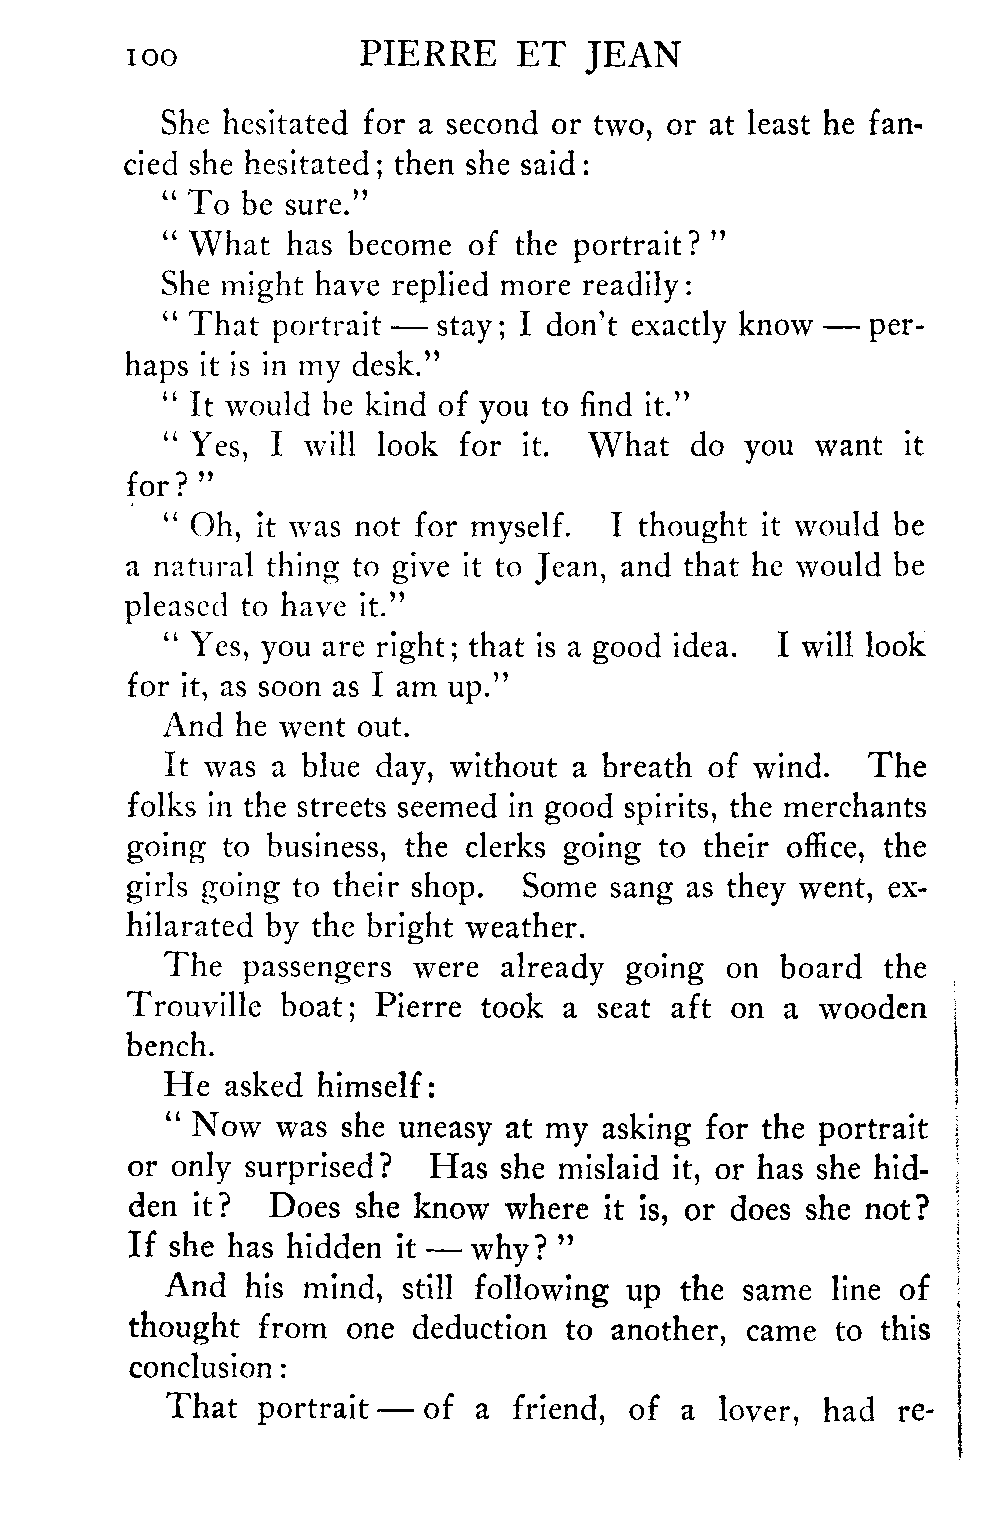 100 PIERRE ET JEAN
She hesitated for a second or two, or at least he fan-
cied she hesitated; then she said:
" To be sure."
" What has become of the portrait? "
She might have replied more readily:
" That portrait — stay; I don't exactly know — per-
haps it is in my desk."
" It would be kind of you to find it."
" Yes, I will look for it. What do you want it
for? "
" Oh, it was not for myself. I thought it would be
a natural thing to give it to Jean, and that he would be
pleased to have it."
" Yes, you are right; that is a good idea. I will look
for it, as soon as I am up."
And he went out.
It was a blue day, without a breath of wind. The
folks in the streets seemed in good spirits, the merchants
going to business, the clerks going to their office, the
girls going to their shop. Some sang as they went, ex-
hilarated by the bright weather.
The passengers were already going on board the
Trouville boat; Pierre took a seat aft on a wooden
bench.
He asked himself:
" Now was she uneasy at my asking for the portrait
or only surprised? Has she mislaid it, or has she hid-
den it? Does she know where it is, or does she not?
If she has hidden it — why? "
And his mind, still following up the same line of
thought from one deduction to another, came to this
conclusion:
That portrait — of a friend, of a lover, had re-